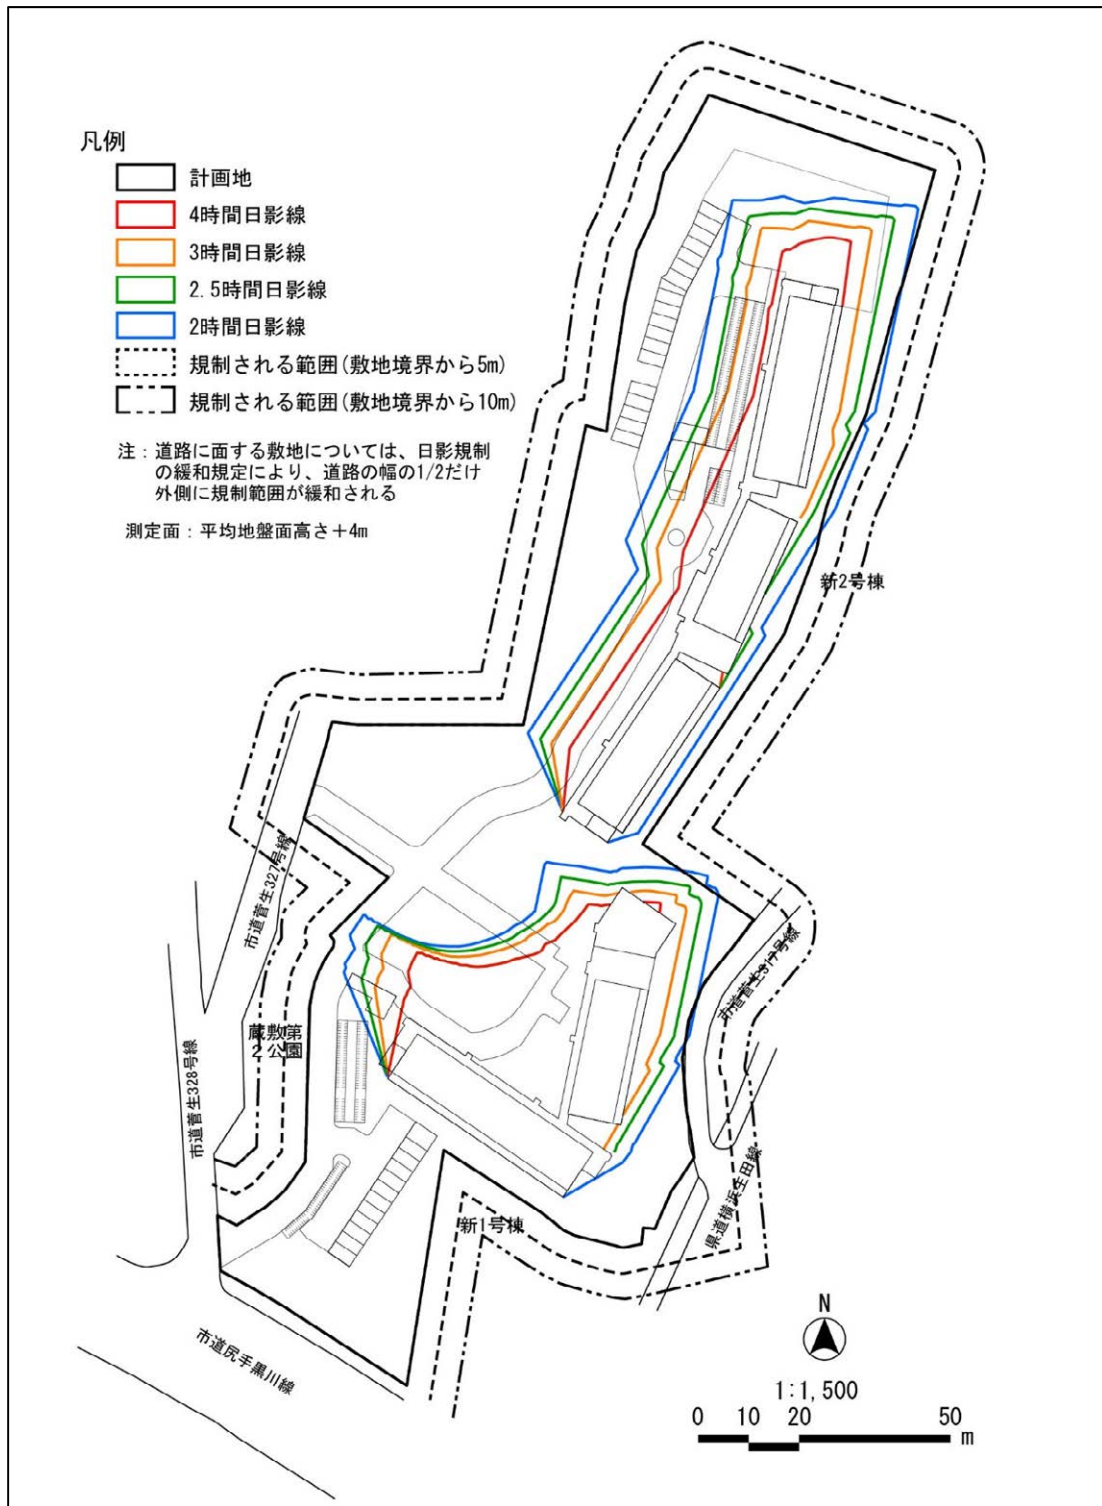 凡例
計画地
4時間日影線
3時間日影線
2.5時間日影線
2時間日影線
規制される範囲(敷地境界から5m)
規制される範囲(敷地境界から10m)
注：道路に面する敷地については、日影規制
の緩和規定により、道路の幅の1/2だけ
外側に規制範囲が緩和される
測定面：平均地盤面高さ＋4m
新2号棟
市道菅生327号線
市道菅生317号線
蔵敷第
2公園
市道菅生328号線
県道横浜生田線
新1号棟
市道尻手黒川線
N
1:1,500
0 10 20 50
m